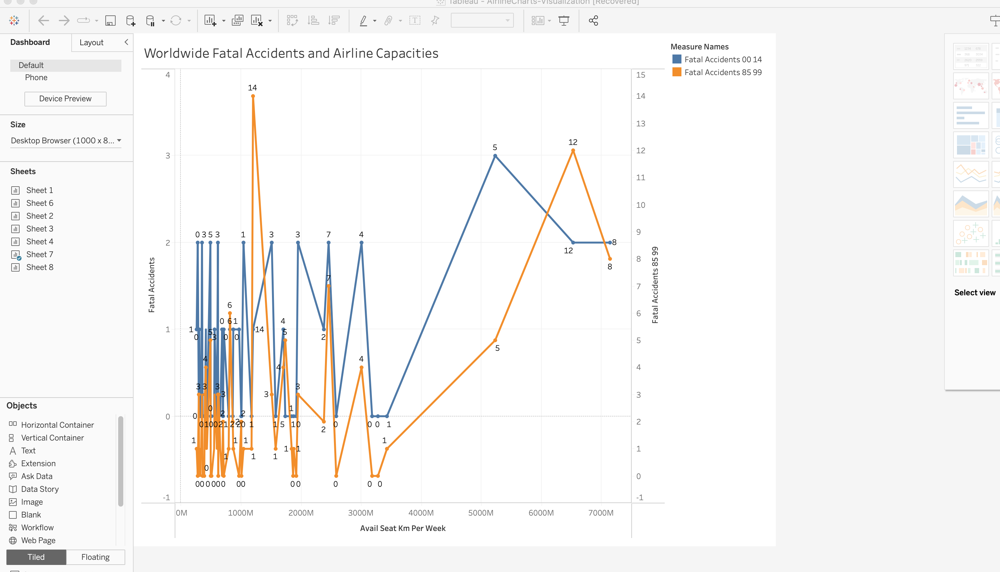 Tableau - AirlineCharts-Visualization [Recovered]
Dashboard
Layout
Default
Phone
Device Preview
Size
Desktop Browser (1000 x 8...
Sheets
Sheet 1
Sheet 6
Sheet 2
Sheet 3
Sheet 4
Sheet 7
Sheet 8
Objects
Horizontal Container
Vertical Container
Text
Extension
Ask Data
Data Story
Image
Blank
Workflow
Web Page
Tiled
Floating
Worldwide Fatal Accidents and Airline Capacities
Measure Names
Fatal Accidents 00 14
Fatal Accidents 85 99
Fatal Accidents
4
3
2
1
0
-1
14
5
12
0 3 5 3
1
3
3
7
4
12
8
8
7
6
0 6 1
4
1
0
5
3
0
0
14
5
2
4
4
4
5
3 3 3
3
3
3
0
2
2
1
0
1 5
1 0
2
0
0 0
1
1
1
1
1
1
1
1
1
1
0
0 0 0 0 0 0
0 0
0 0
0
0
0
15
14
13
12
11
10
9
8
7
6
5
4
3
2
1
0
-1
Fatal Accidents 85 99
0M
1000M
2000M
3000M
4000M
5000M
6000M
7000M
Avail Seat Km Per Week
Select view